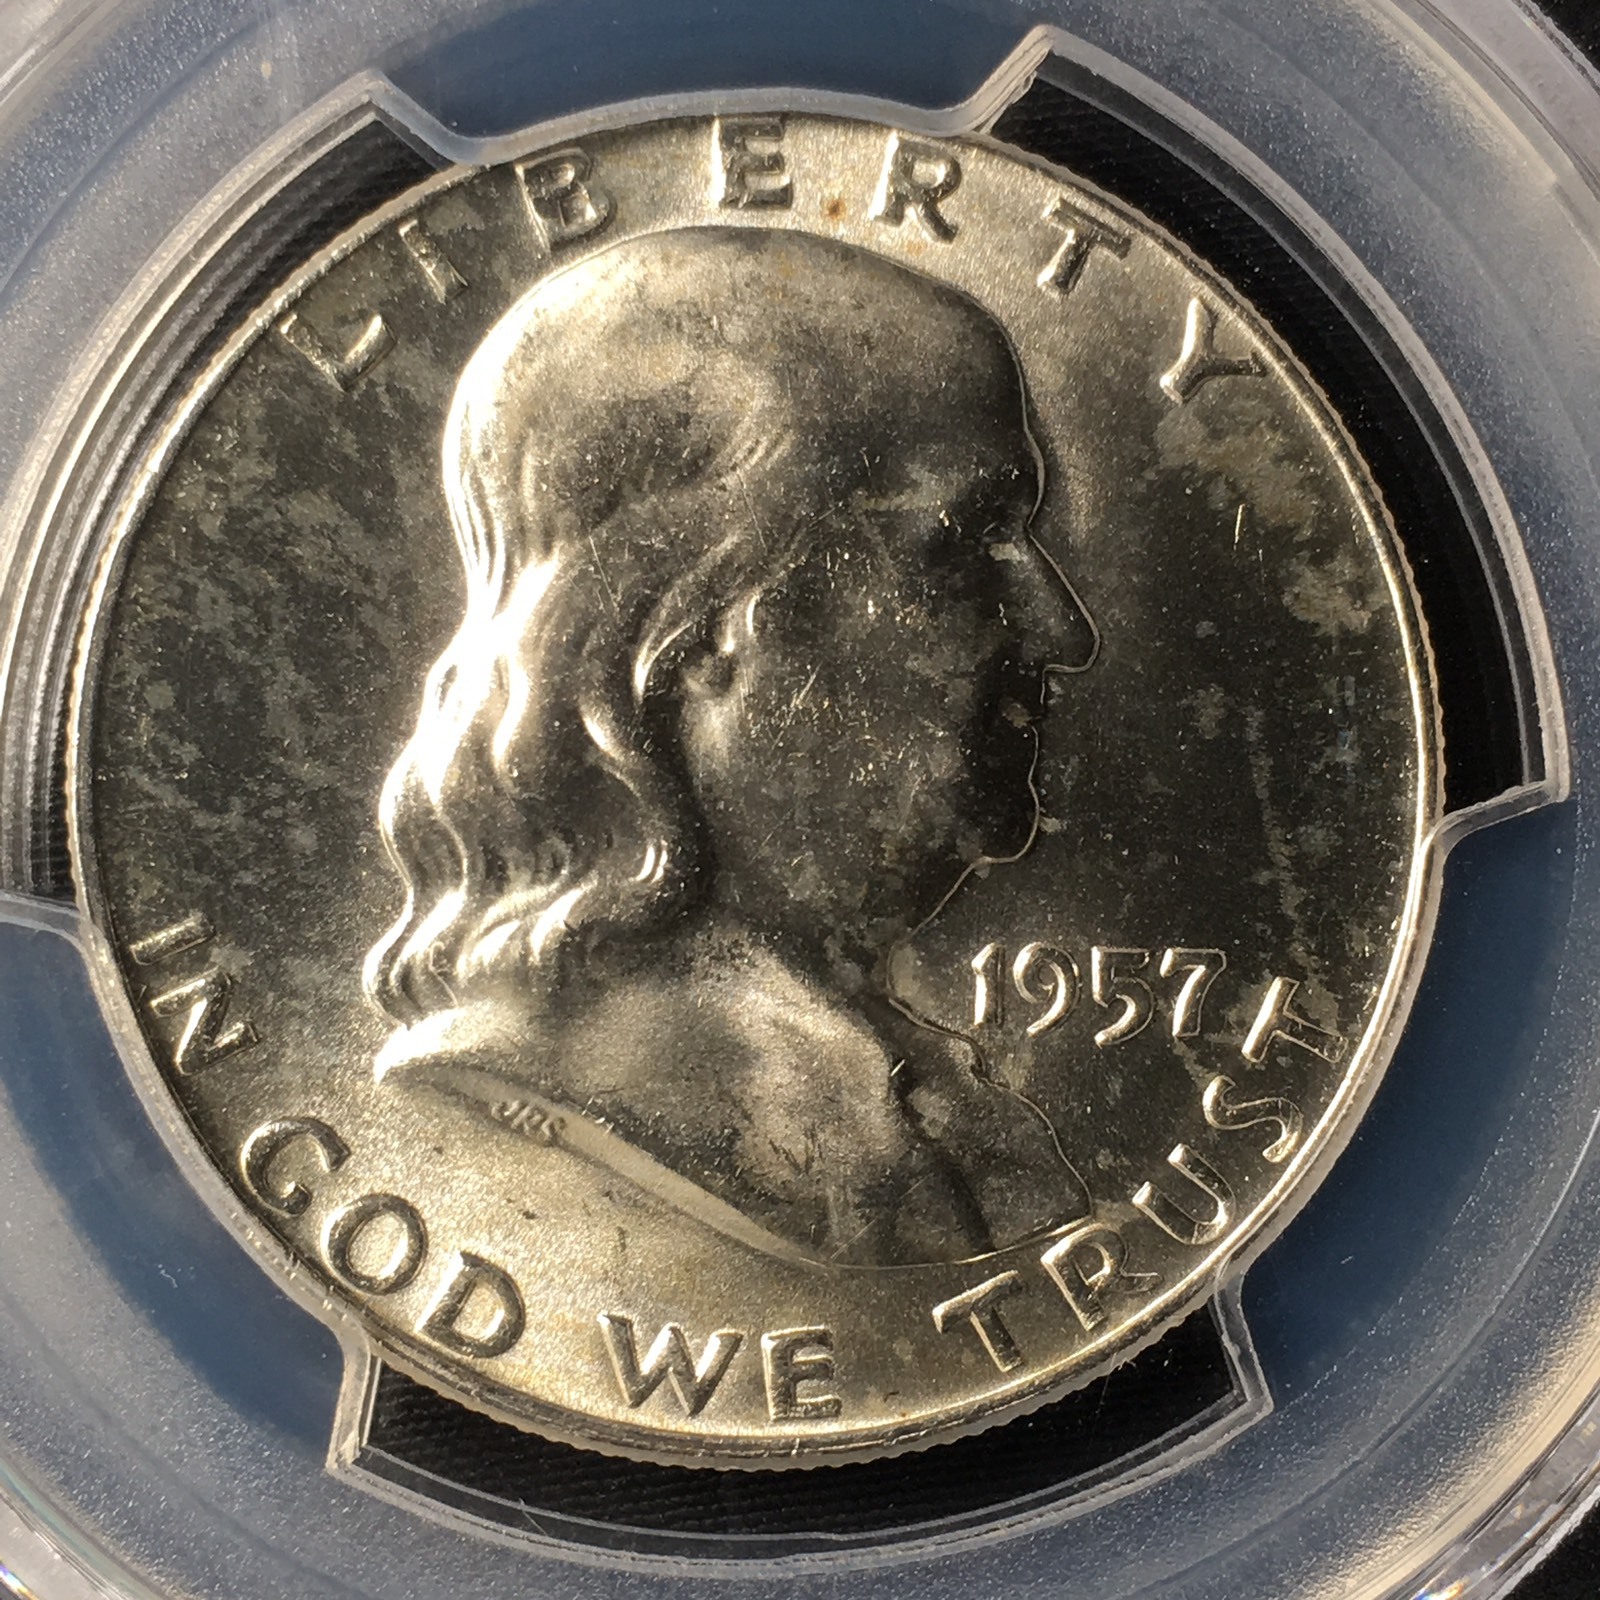 LIBERTY
1957
JRS
IN GOD WE TRUST